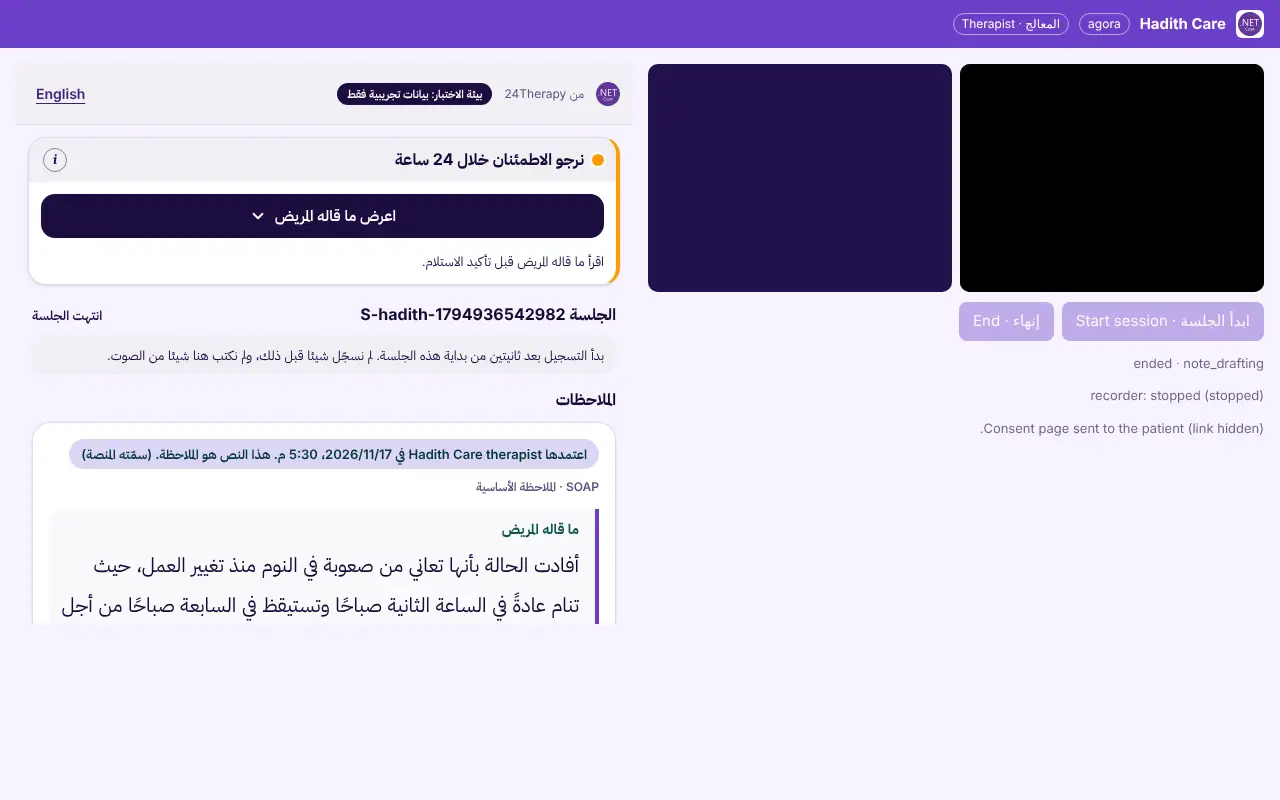 .NET
Core
Hadith Care
agora
المعالج · Therapist
ابدأ الجلسة · Start session
إنهاء · End
ended · note_drafting
recorder: stopped (stopped)
Consent page sent to the patient (link hidden).
.NET
Core
من 24Therapy
بيئة الاختبار: بيانات تجريبية فقط
English
نرجو الاطمئنان خلال 24 ساعة
i
اعرض ما قاله المريض
اقرأ ما قاله المريض قبل تأكيد الاستلام.
الجلسة S-hadith-1794936542982
انتهت الجلسة
بدأ التسجيل بعد ثانيتين من بداية هذه الجلسة. لم نسجّل شيئا قبل ذلك، ولم نكتب هنا شيئا من الصوت.
الملاحظات
اعتمدها Hadith Care therapist في 2026/11/17، 5:30 م. هذا النص هو الملاحظة. (سمّته المنصة)
SOAP · الملاحظة الأساسية
ما قاله المريض
أفادت الحالة بأنها تعاني من صعوبة في النوم منذ تغيير العمل، حيث
تنام عادةً في الساعة الثانية صباحًا وتستيقظ في السابعة صباحًا من أجل